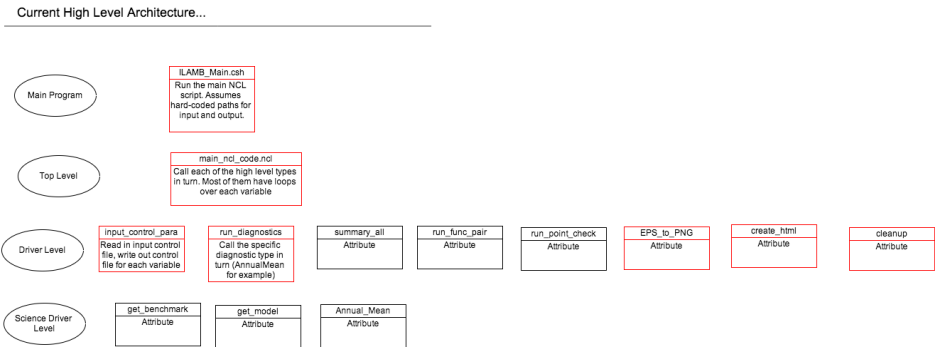 Current High Level Architecture...
Main Program
ILAMB_Main.csh
Run the main NCL
script. Assumes
hard-coded paths for
input and output.
Top Level
main_ncl_code.ncl
Call each of the high level types
in turn. Most of them have loops
over each variable
Driver Level
input_control_para
Read in input control
file, write out control
file for each variable
run_diagnostics
Call the specific
diagnostic type in
turn (AnnualMean
for example)
summary_all
Attribute
run_func_pair
Attribute
run_point_check
Attribute
EPS_to_PNG
Attribute
create_html
Attribute
cleanup
Attribute
Science Driver
Level
get_benchmark
Attribute
get_model
Attribute
Annual_Mean
Attribute